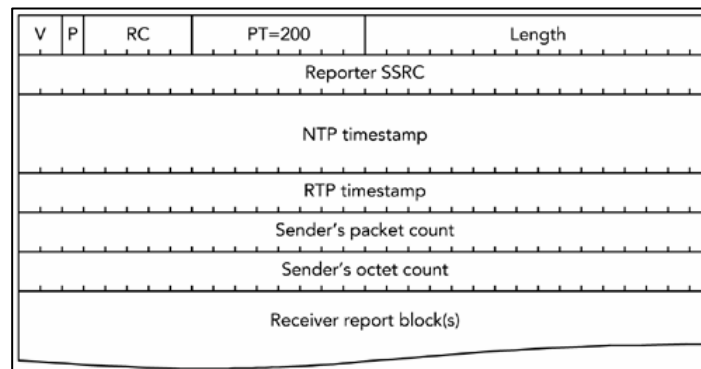 V P RC PT=200 Length
Reporter SSRC
NTP timestamp
RTP timestamp
Sender's packet count
Sender's octet count
Receiver report block(s)